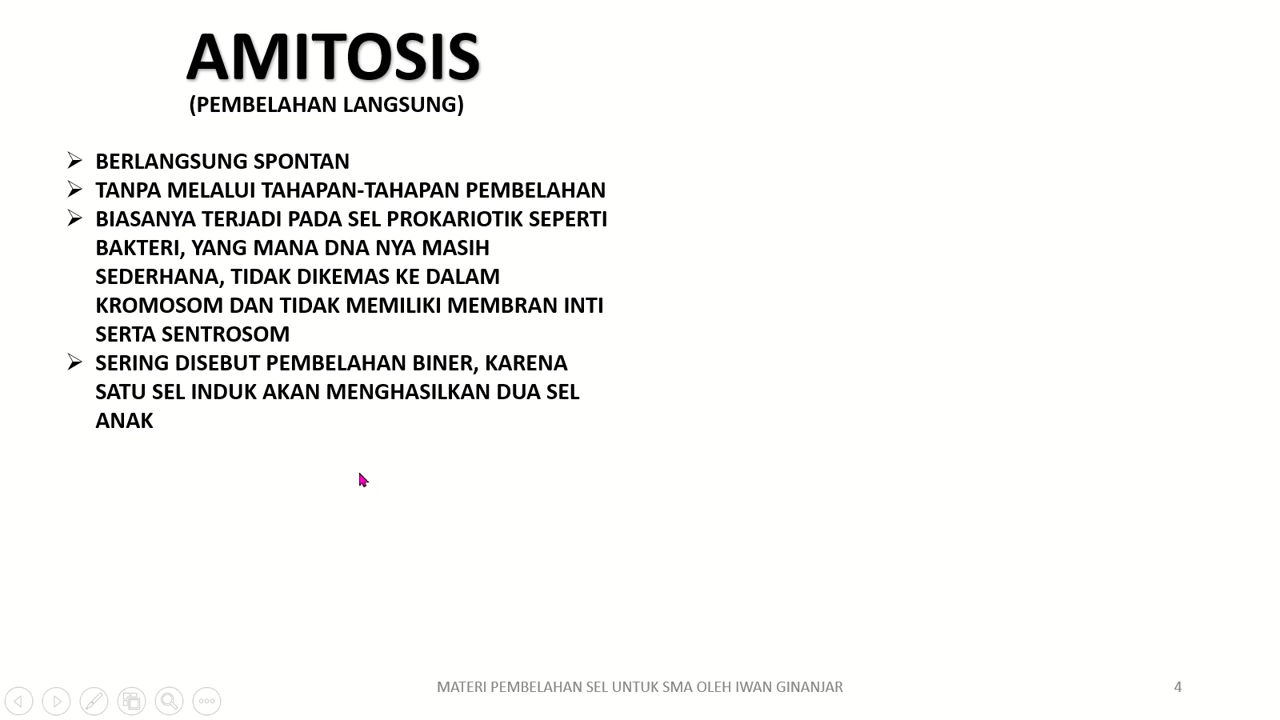 AMITOSIS
(PEMBELAHAN LANGSUNG)
BERLANGSUNG SPONTAN
TANPA MELALUI TAHAPAN-TAHAPAN PEMBELAHAN
BIASANYA TERJADI PADA SEL PROKARIOTIK SEPERTI
BAKTERI, YANG MANA DNA NYA MASIH
SEDERHANA, TIDAK DIKEMAS KE DALAM
KROMOSOM DAN TIDAK MEMILIKI MEMBRAN INTI
SERTA SENTROSOM
SERING DISEBUT PEMBELAHAN BINER, KARENA
SATU SEL INDUK AKAN MENGHASILKAN DUA SEL
ANAK
MATERI PEMBELAHAN SEL UNTUK SMA OLEH IWAN GINANJAR
4